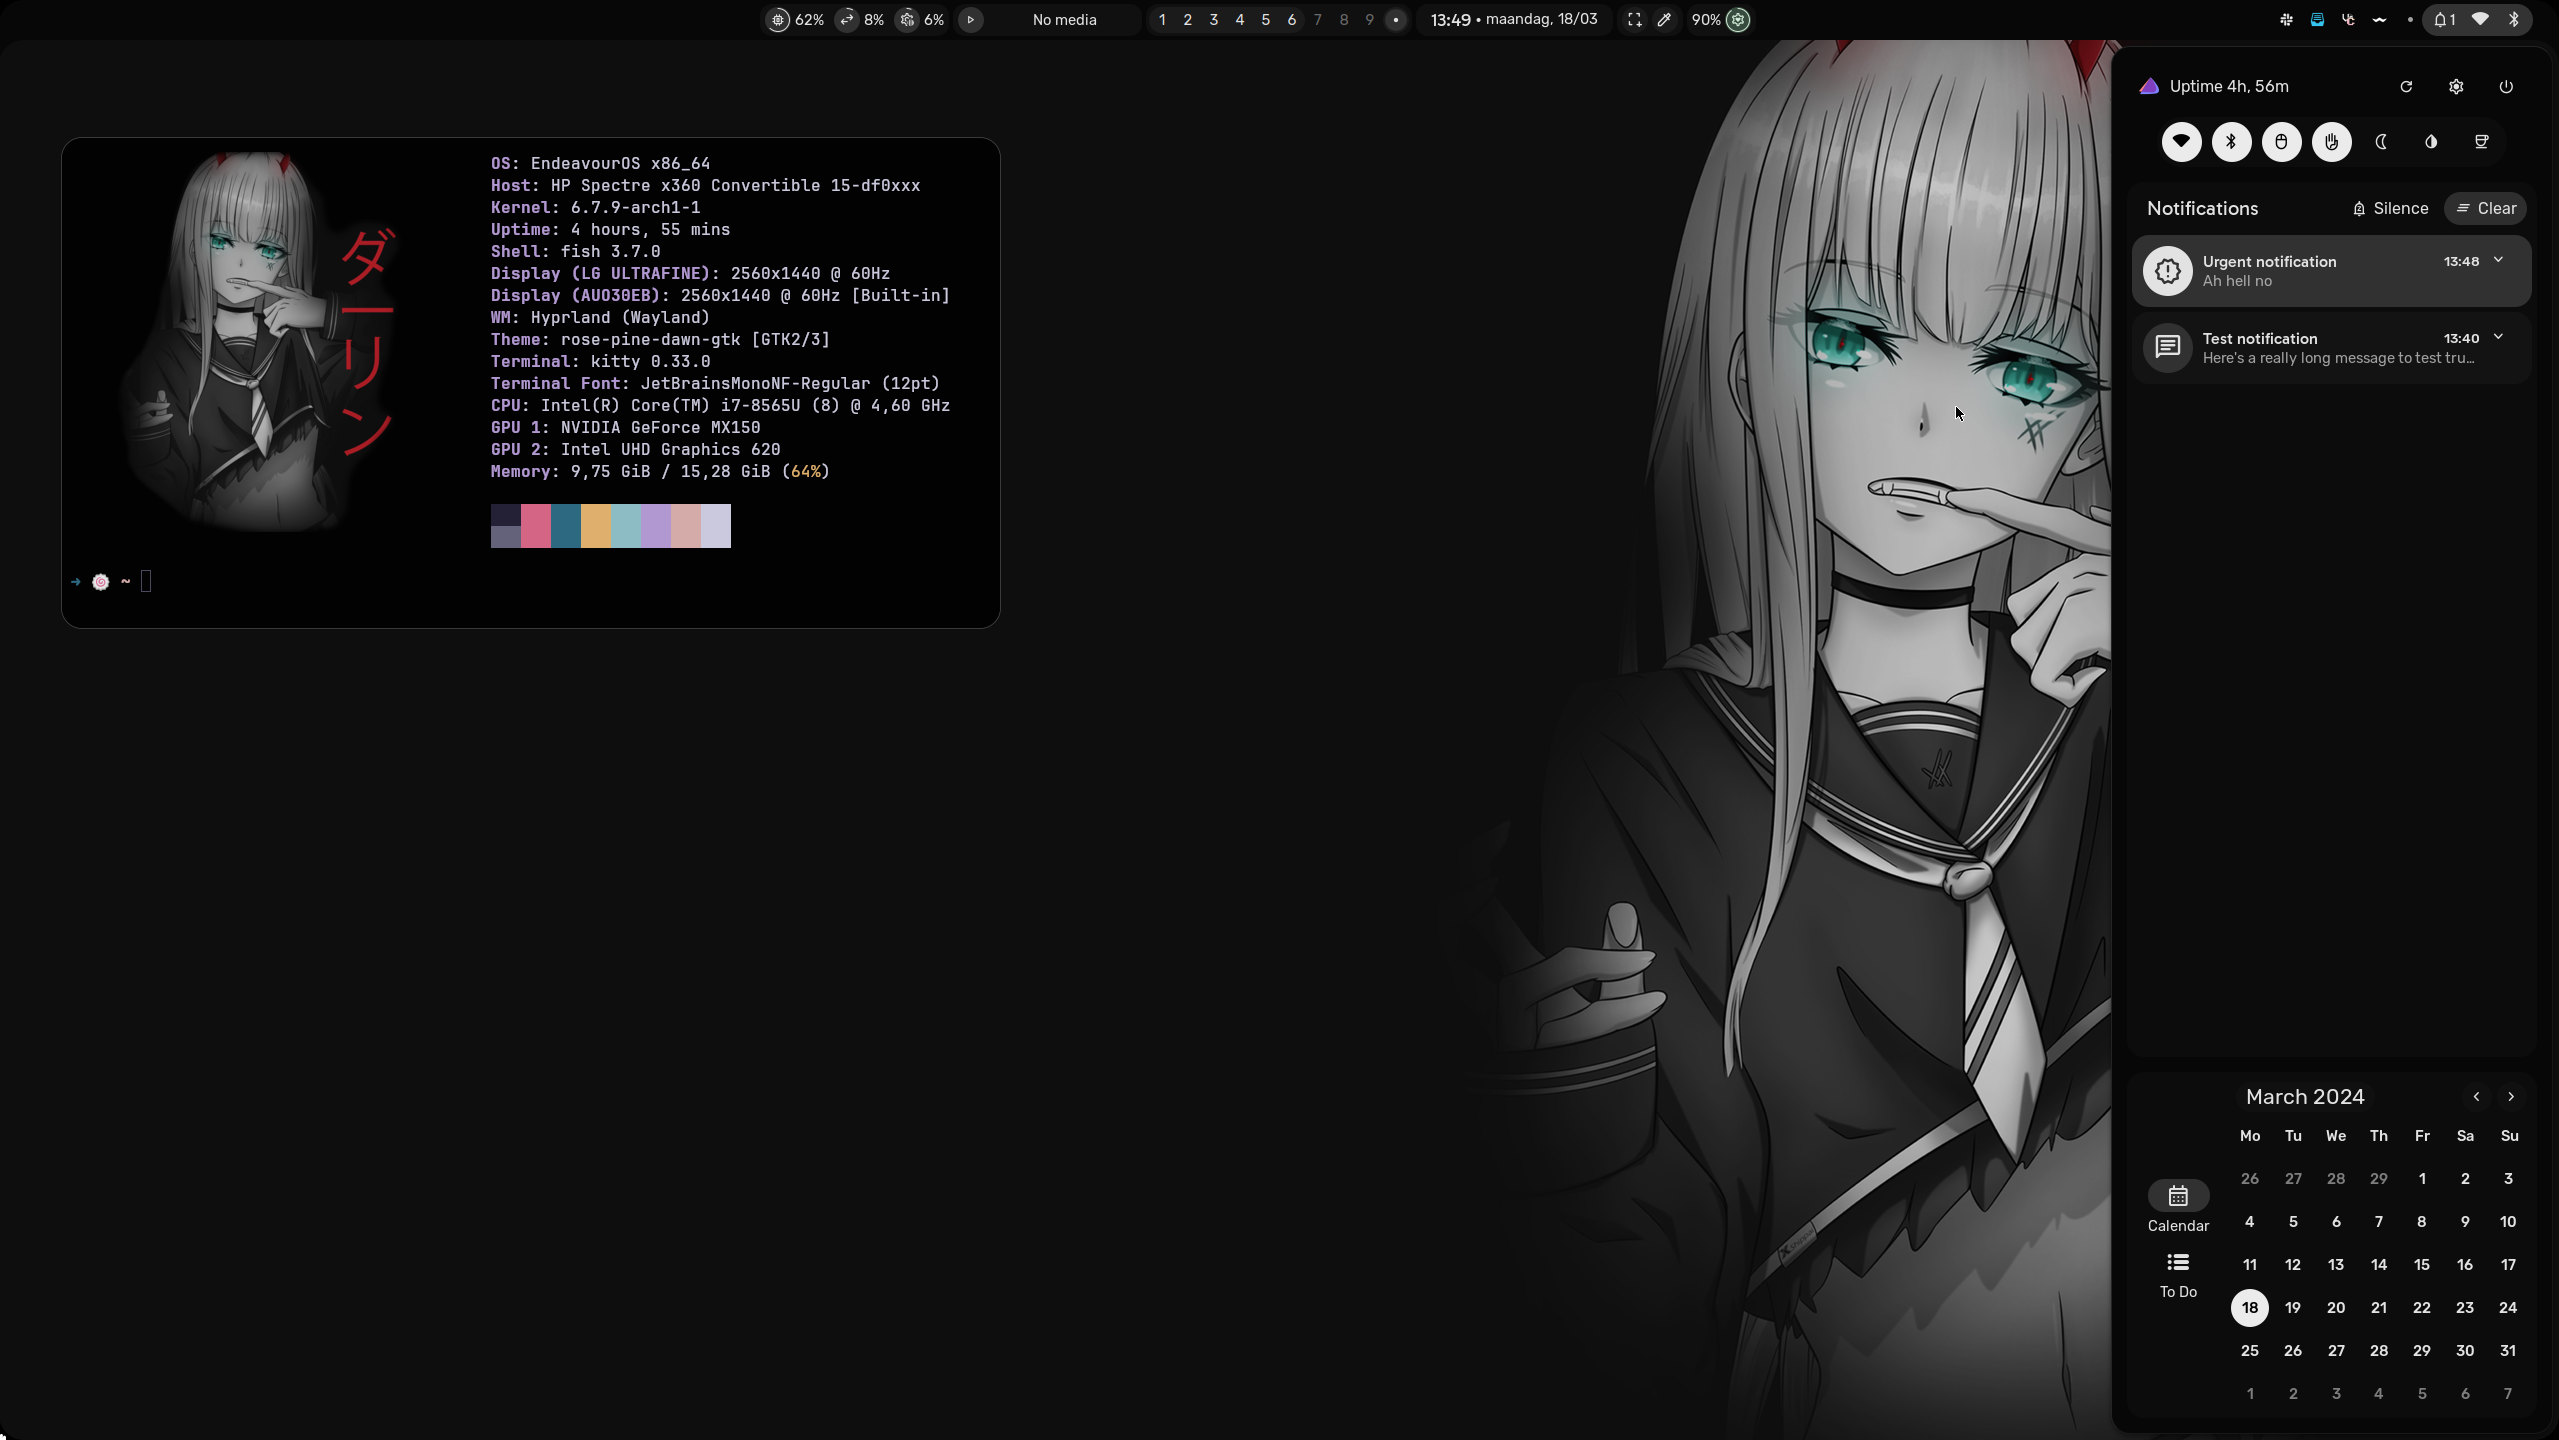 62% 8% 6% No media 1 2 3 4 5 6 7 8 9 13:49 • maandag, 18/03 90% 1
OS: EndeavourOS x86_64
Host: HP Spectre x360 Convertible 15-df0xxx
Kernel: 6.7.9-arch1-1
Uptime: 4 hours, 55 mins
Shell: fish 3.7.0
Display (LG ULTRAFINE): 2560x1440 @ 60Hz
Display (AUO30EB): 2560x1440 @ 60Hz [Built-in]
WM: Hyprland (Wayland)
Theme: rose-pine-dawn-gtk [GTK2/3]
Terminal: kitty 0.33.0
Terminal Font: JetBrainsMonoNF-Regular (12pt)
CPU: Intel(R) Core(TM) i7-8565U (8) @ 4,60 GHz
GPU 1: NVIDIA GeForce MX150
GPU 2: Intel UHD Graphics 620
Memory: 9,75 GiB / 15,28 GiB (64%)
ダーリン
~
Uptime 4h, 56m
Notifications Silence Clear
Urgent notification 13:48
Ah hell no
Test notification 13:40
Here's a really long message to test tru...
March 2024
Mo Tu We Th Fr Sa Su
26 27 28 29 1 2 3
4 5 6 7 8 9 10
11 12 13 14 15 16 17
18 19 20 21 22 23 24
25 26 27 28 29 30 31
1 2 3 4 5 6 7
Calendar
To Do